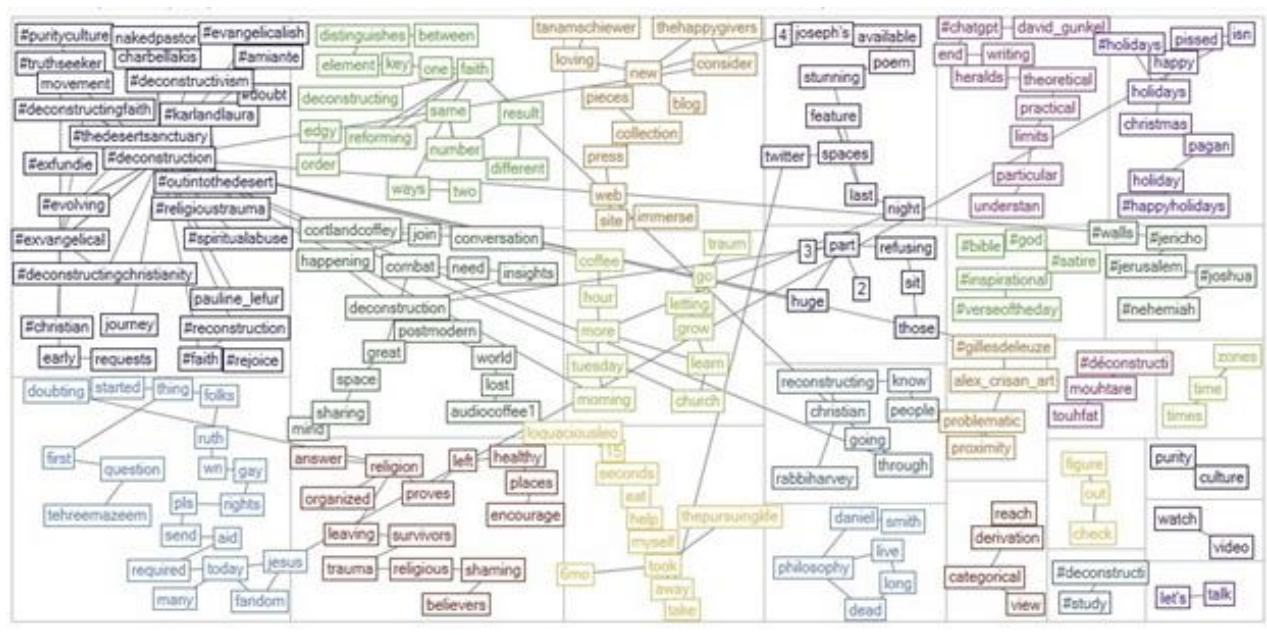 #purityculture
nakedpastor
#evangelicalish
#truthseeker
charbellakis
#amiante
movement
#deconstructivism
#doubt
#deconstructingfaith
#karlandlaura
#thedesertsanctuary
#exfundie
#deconstruction
#outintothedesert
#evolving
#religioustrauma
#exvangelical
#spiritualabuse
#deconstructingchristianity
pauline_lefur
#christian
journey
#reconstruction
early
requests
#faith
#rejoice
distinguishes
between
element
key
one
faith
deconstructing
same
result
edgy
reforming
number
order
different
ways
two
tanamschiewer
thehappygivers
loving
new
consider
pieces
blog
collection
press
web
site
immerse
4
joseph's
available
poem
stunning
feature
twitter
spaces
last
night
3
part
refusing
2
sit
huge
those
#chatgpt
david_gunkel
end
writing
heralds
theoretical
practical
limits
particular
understan
#holidays
pissed
isn
happy
holidays
christmas
pagan
holiday
#happyholidays
cortlandcoffey
join
conversation
happening
combat
need
insights
deconstruction
postmodern
great
world
space
lost
sharing
audiocoffee1
mind
traum
coffee
go
hour
letting
more
grow
tuesday
learn
morning
church
#bible
#god
#satire
#inspirational
#verseoftheday
#walls
#jericho
#jerusalem
#joshua
#nehemiah
#gillesdeleuze
alex_crisan_art
problematic
proximity
#déconstructi
mouhtare
touhfat
zones
time
times
reconstructing
know
christian
people
going
through
rabbiharvey
doubting
started
thing
folks
ruth
first
question
wn
gay
tehreemazeem
pls
rights
send
aid
required
today
jesus
many
fandom
answer
religion
left
healthy
organized
proves
places
encourage
leaving
survivors
trauma
religious
shaming
believers
loquaciousleo
15
seconds
eat
help
thepursuinglife
myself
6mo
took
away
take
daniel
smith
live
philosophy
long
dead
reach
derivation
categorical
view
figure
out
check
purity
culture
watch
video
#deconstructi
#study
let's
talk